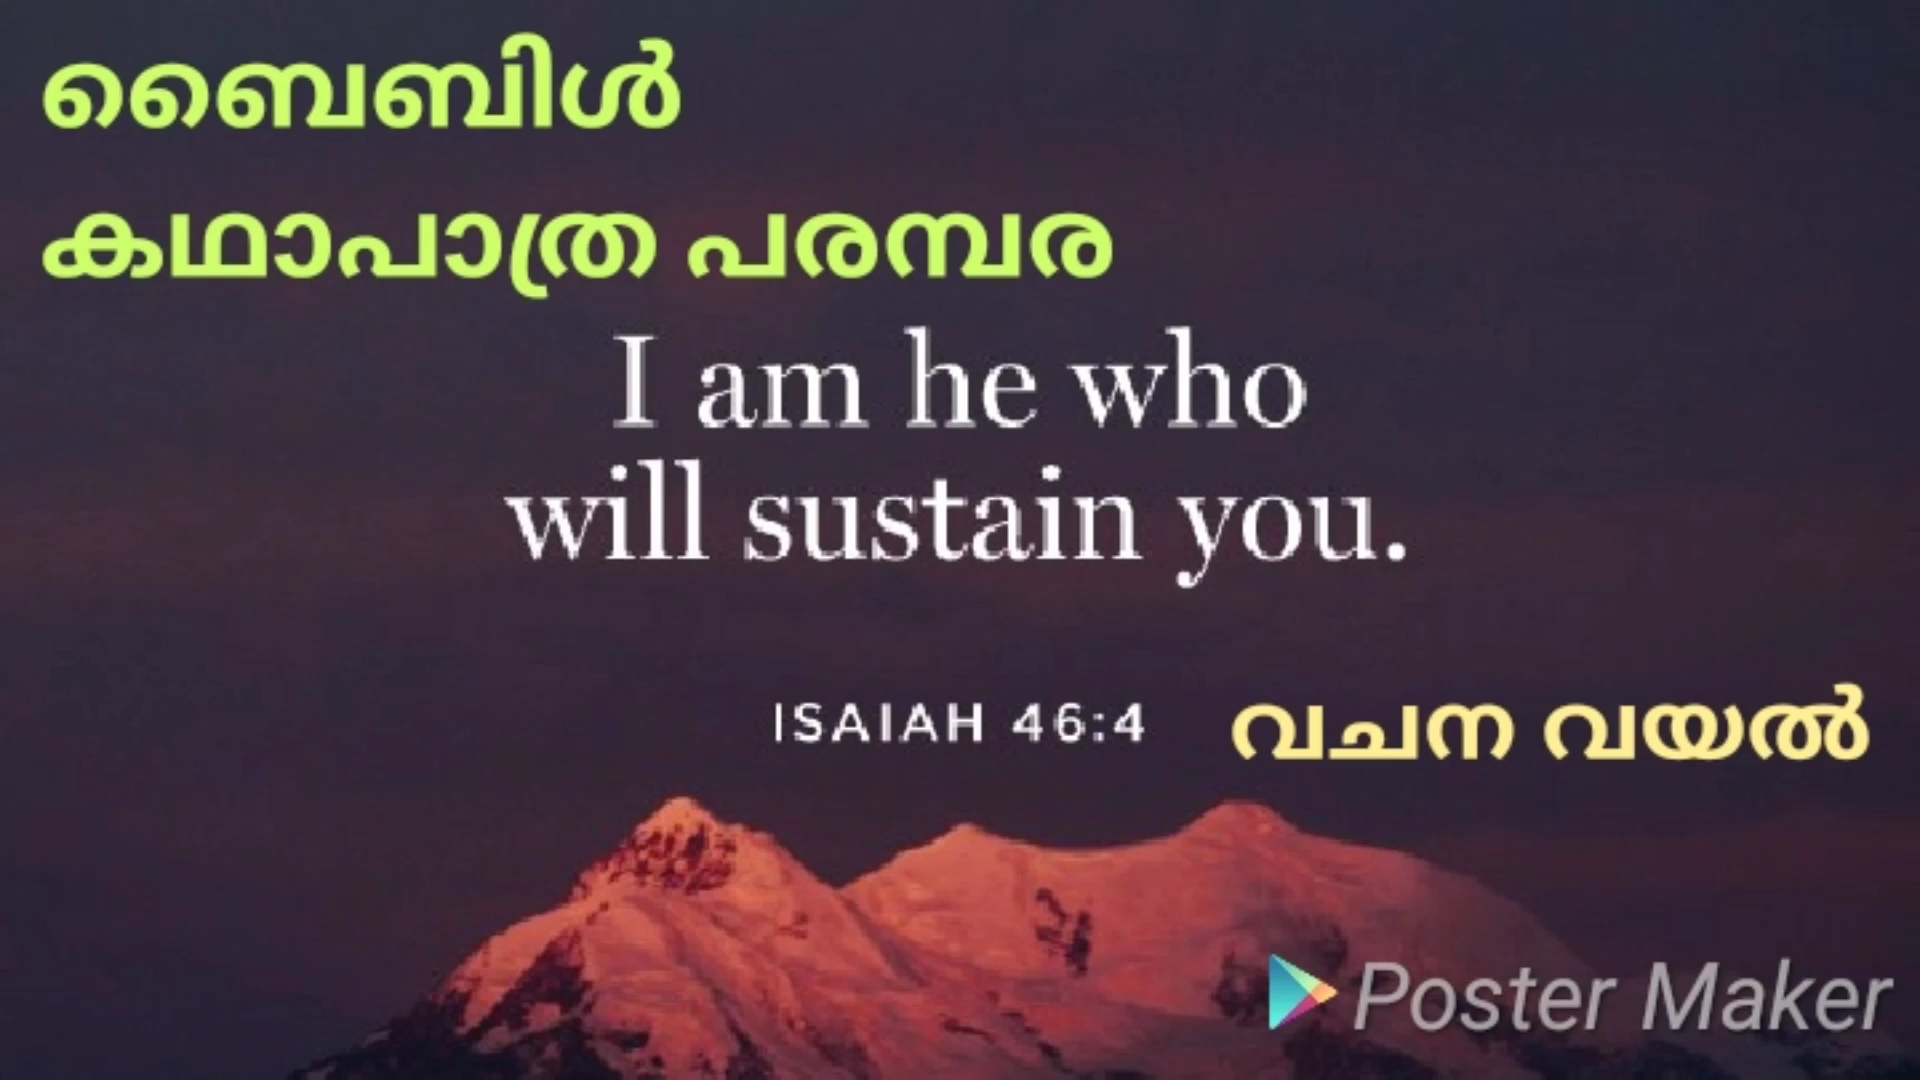 ബൈബിൾ
കഥാപാത്ര പരമ്പര
I am he who
will sustain you.
ISAIAH 46:4
വചന വയൽ
Poster Maker